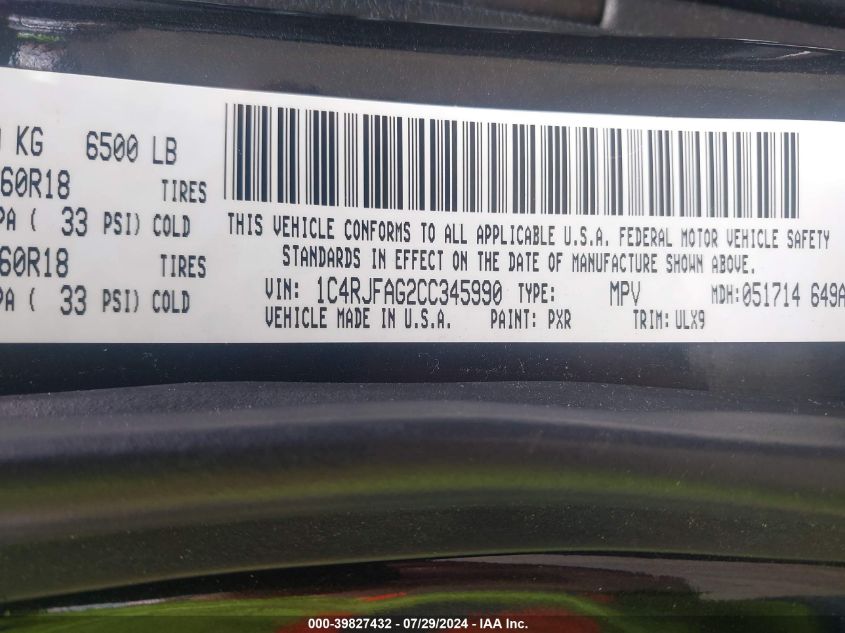 KG 6500 LB
60R18 TIRES
PA ( 33 PSI) COLD
60R18 TIRES
PA ( 33 PSI) COLD
THIS VEHICLE CONFORMS TO ALL APPLICABLE U.S.A. FEDERAL MOTOR VEHICLE SAFETY
STANDARDS IN EFFECT ON THE DATE OF MANUFACTURE SHOWN ABOVE.
VIN: 1C4RJFAG2CC345990 TYPE: MPV MDH:051714 649A
VEHICLE MADE IN U.S.A. PAINT: PXR TRIM: ULX9
000-39827432 - 07/29/2024 - IAA Inc.